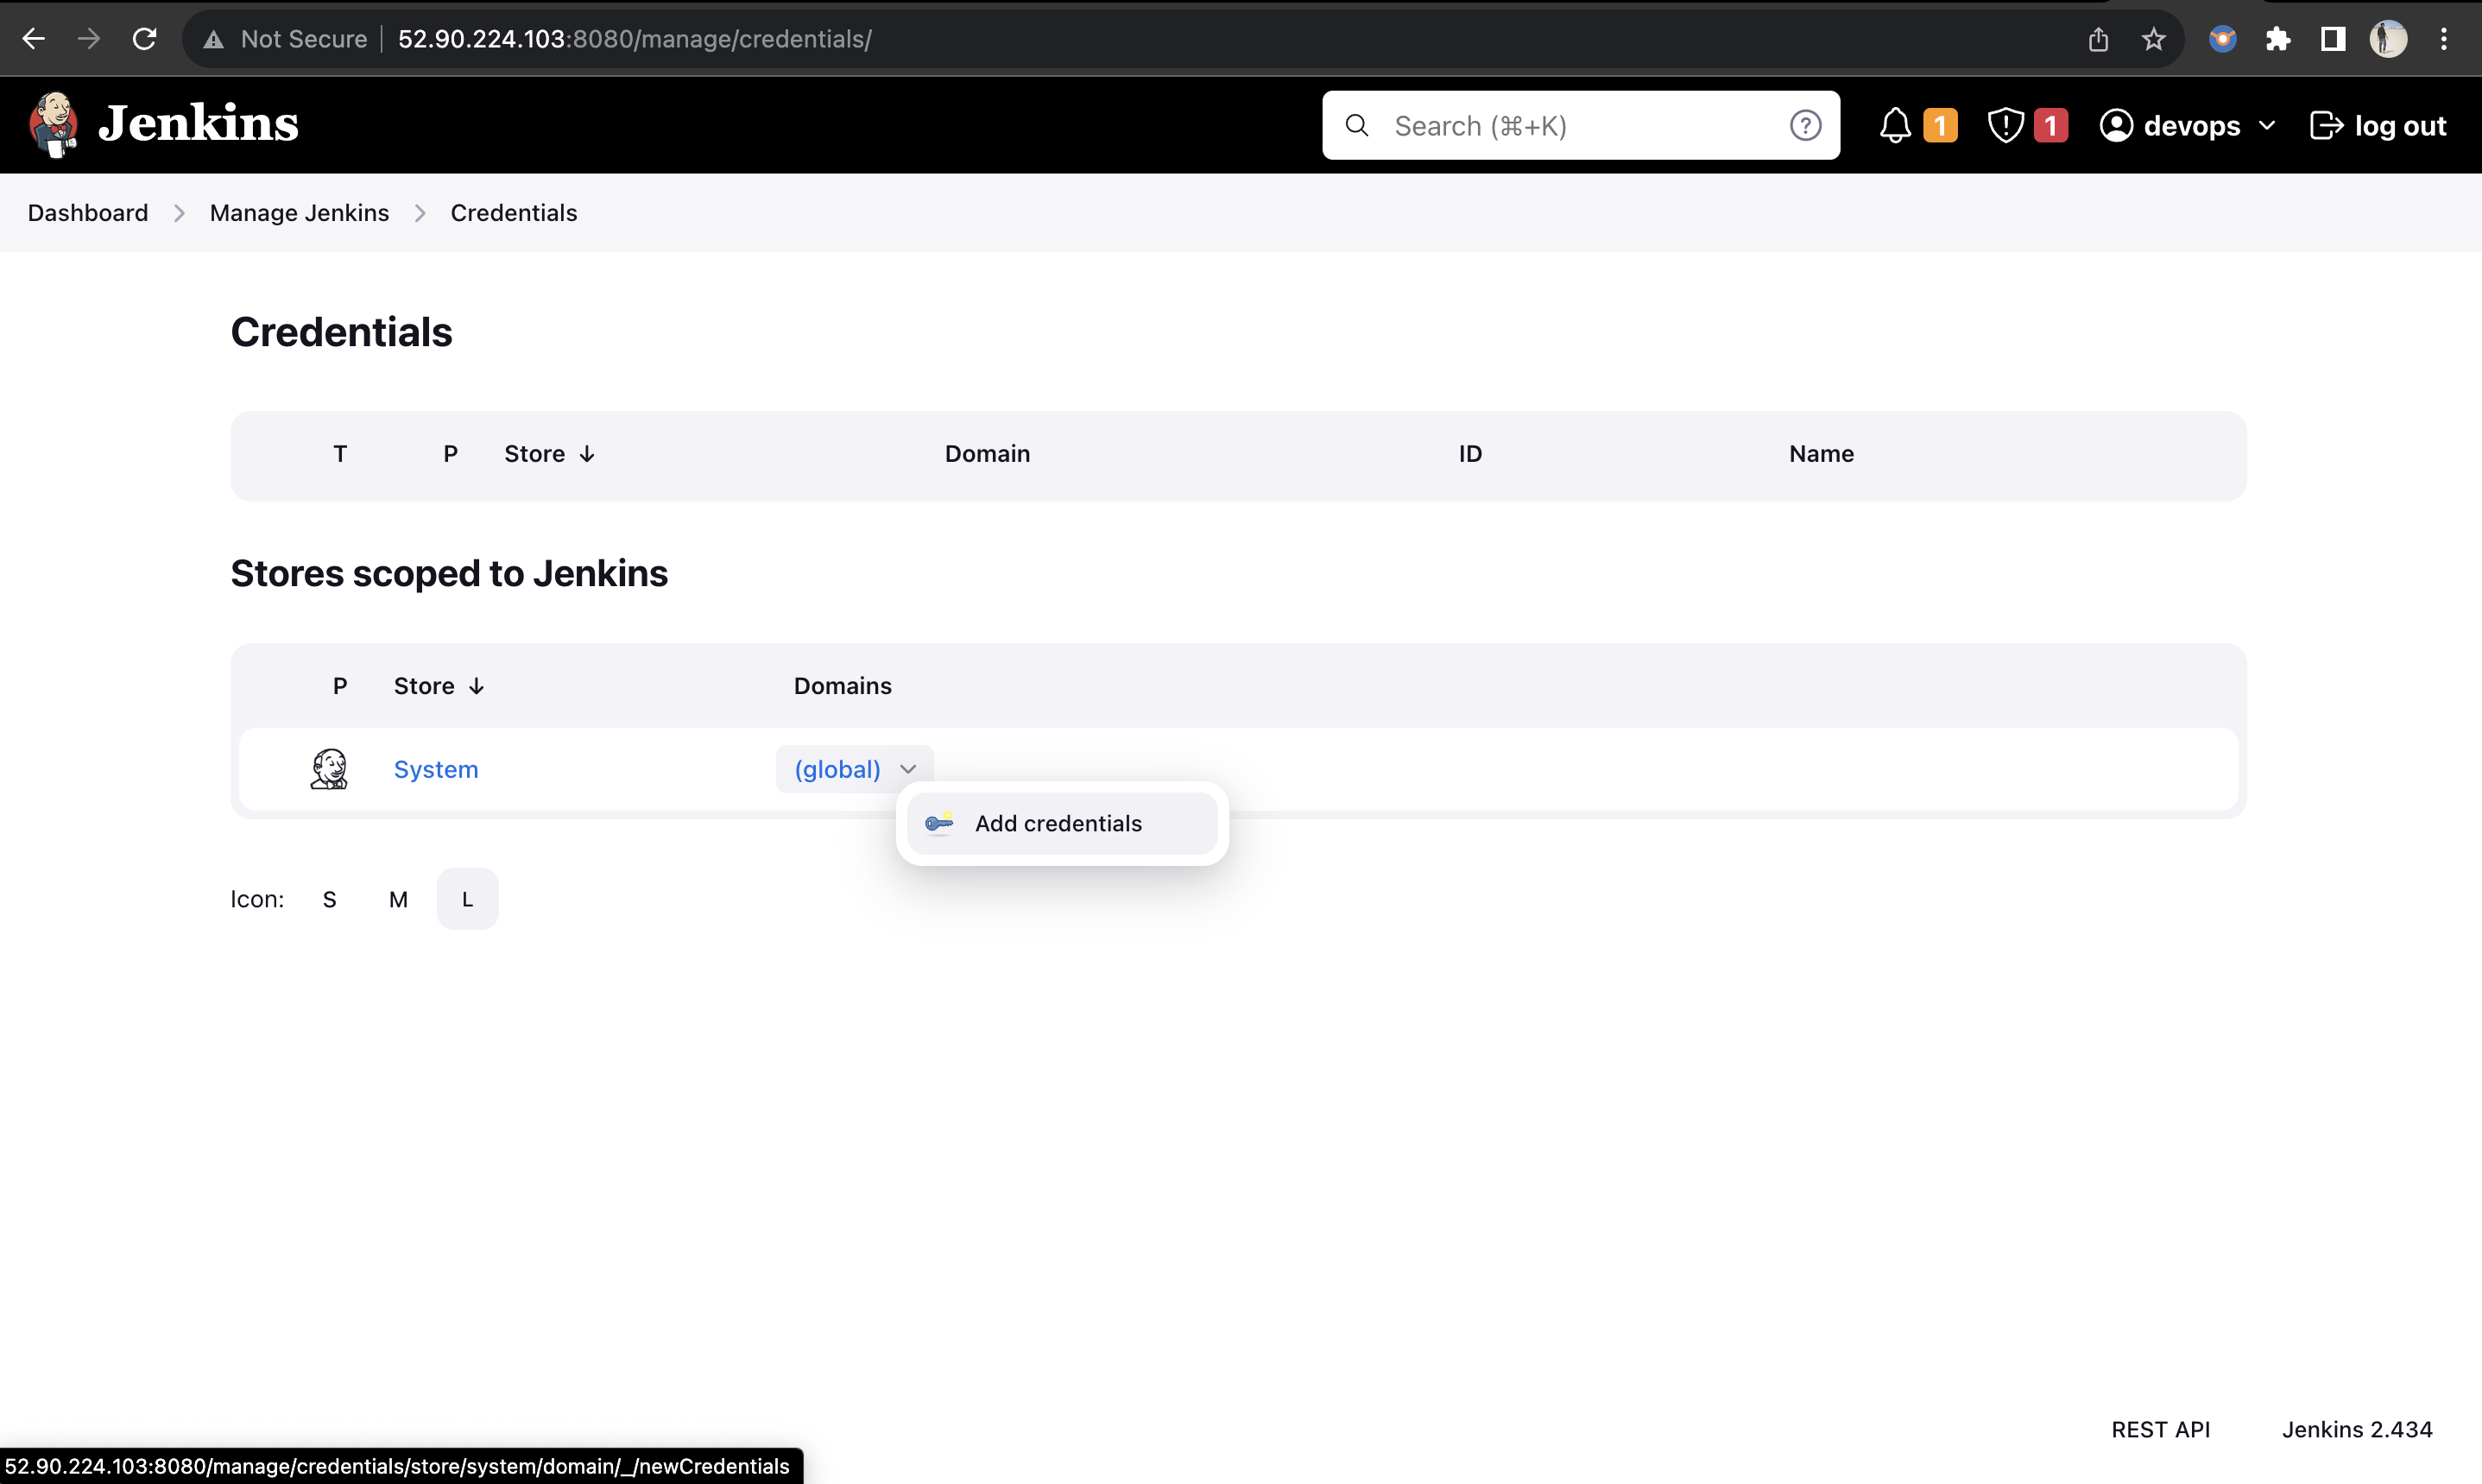 Not Secure 52.90.224.103:8080/manage/credentials/
Jenkins Search (⌘+K) 1 1 devops log out
Dashboard Manage Jenkins Credentials
Credentials
T P Store ↓ Domain ID Name
Stores scoped to Jenkins
P Store ↓ Domains
System (global)
Add credentials
Icon: S M L
REST API Jenkins 2.434
52.90.224.103:8080/manage/credentials/store/system/domain/_/newCredentials